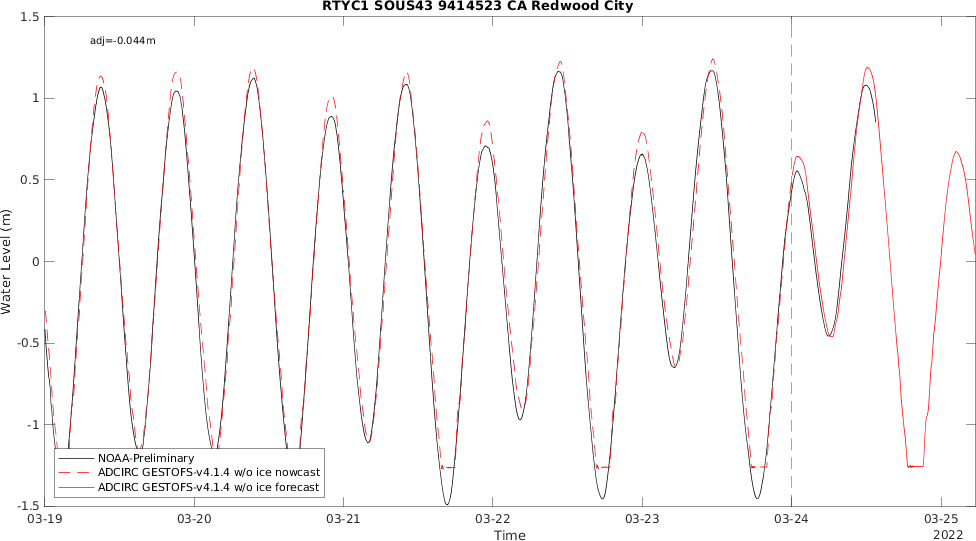 RTYC1 SOUS43 9414523 CA Redwood City
adj=-0.044m
Water Level (m)
1.5
1
0.5
0
-0.5
-1
-1.5
NOAA-Preliminary
ADCIRC GESTOFS-v4.1.4 w/o ice nowcast
ADCIRC GESTOFS-v4.1.4 w/o ice forecast
03-19 03-20 03-21 03-22 03-23 03-24 03-25
Time
2022